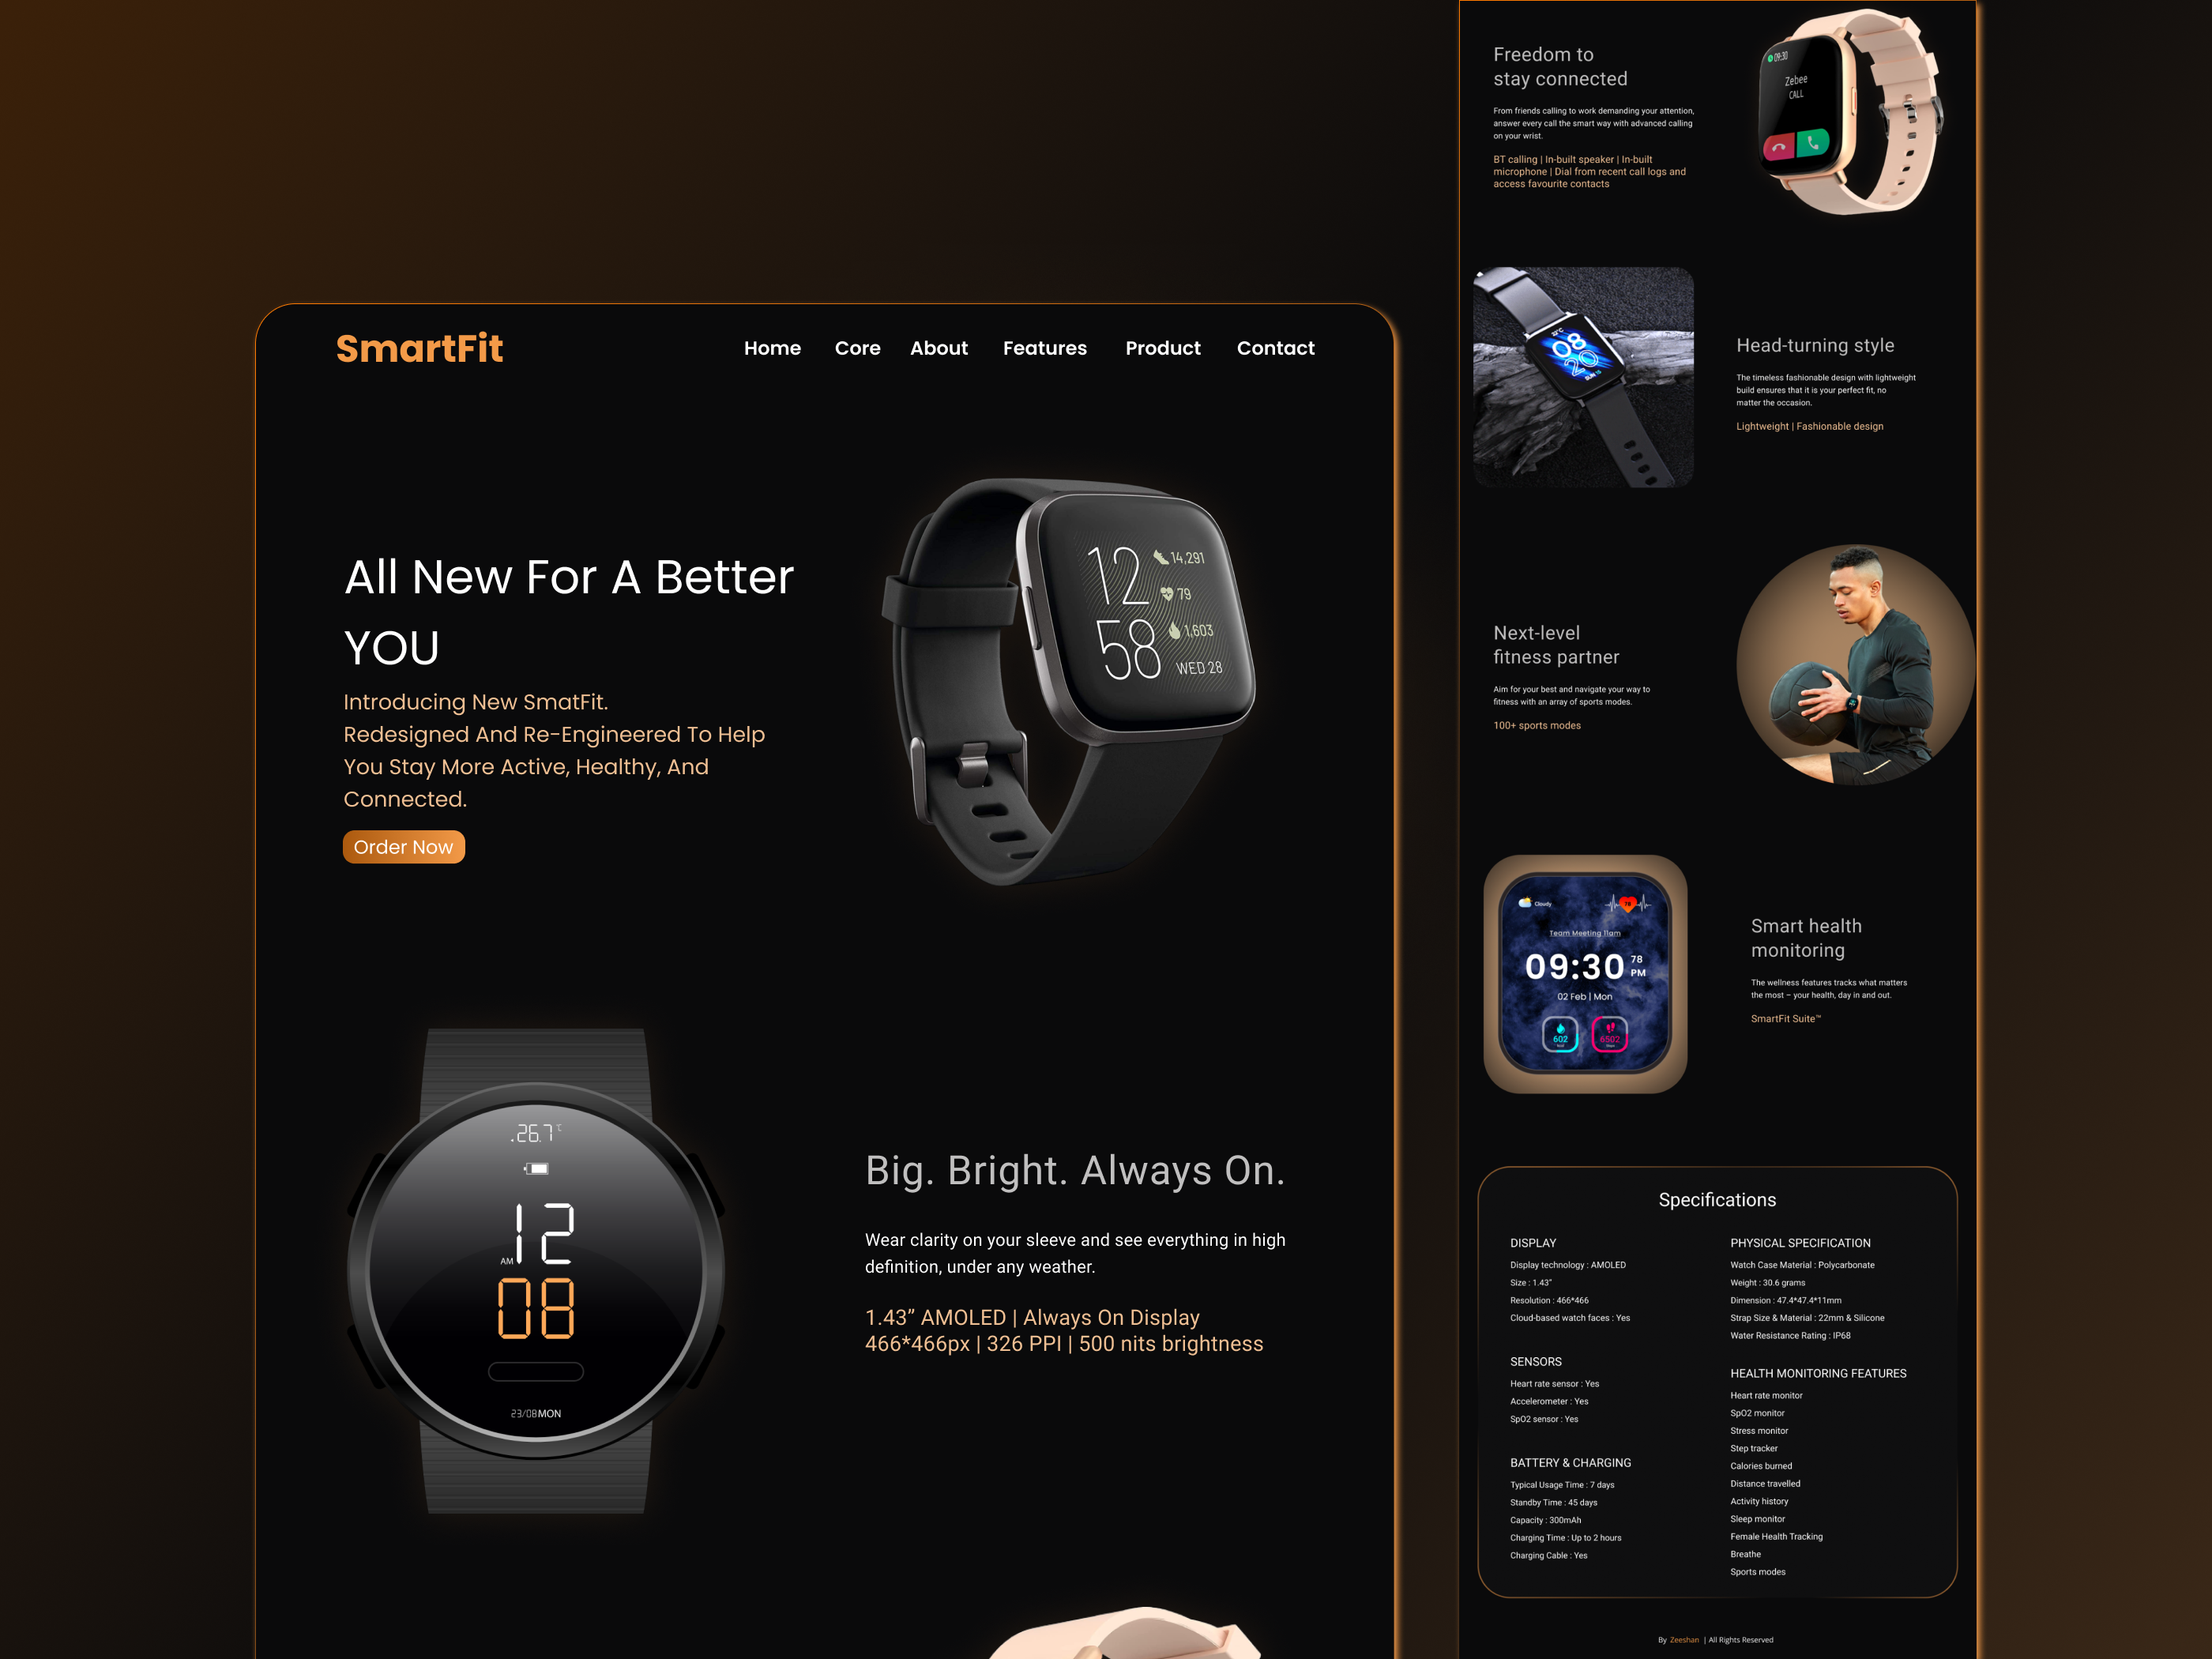 SmartFit
Home Core About Features Product Contact
All New For A Better
YOU
Introducing New SmatFit.
Redesigned And Re-Engineered To Help
You Stay More Active, Healthy, And
Connected.
Order Now
12
58
14,291
79
1,603
WED 28
.26.7
12
AM
08
23/08 MON
Big. Bright. Always On.
Wear clarity on your sleeve and see everything in high
definition, under any weather.
1.43” AMOLED | Always On Display
466*466px | 326 PPI | 500 nits brightness
Freedom to
stay connected
From friends calling to work demanding your attention,
answer every call the smart way with advanced calling
on your wrist.
BT calling | In-built speaker | In-built
microphone | Dial from recent call logs and
access favourite contacts
09:30
Zebee
CALL
08
20
SUN
Head-turning style
The timeless fashionable design with lightweight
build ensures that it is your perfect fit, no
matter the occasion.
Lightweight | Fashionable design
Next-level
fitness partner
Aim for your best and navigate your way to
fitness with an array of sports modes.
100+ sports modes
Cloudy
78
Team Meeting 11am
09:30
78
PM
02 Feb | Mon
602
6502
Smart health
monitoring
The wellness features tracks what matters
the most – your health, day in and out.
SmartFit Suite™
Specifications
DISPLAY
Display technology : AMOLED
Size : 1.43”
Resolution : 466*466
Cloud-based watch faces : Yes
SENSORS
Heart rate sensor : Yes
Accelerometer : Yes
SpO2 sensor : Yes
BATTERY & CHARGING
Typical Usage Time : 7 days
Standby Time : 45 days
Capacity : 300mAh
Charging Time : Up to 2 hours
Charging Cable : Yes
PHYSICAL SPECIFICATION
Watch Case Material : Polycarbonate
Weight : 30.6 grams
Dimension : 47.4*47.4*11mm
Strap Size & Material : 22mm & Silicone
Water Resistance Rating : IP68
HEALTH MONITORING FEATURES
Heart rate monitor
SpO2 monitor
Stress monitor
Step tracker
Calories burned
Distance travelled
Activity history
Sleep monitor
Female Health Tracking
Breathe
Sports modes
By Zeeshan | All Rights Reserved